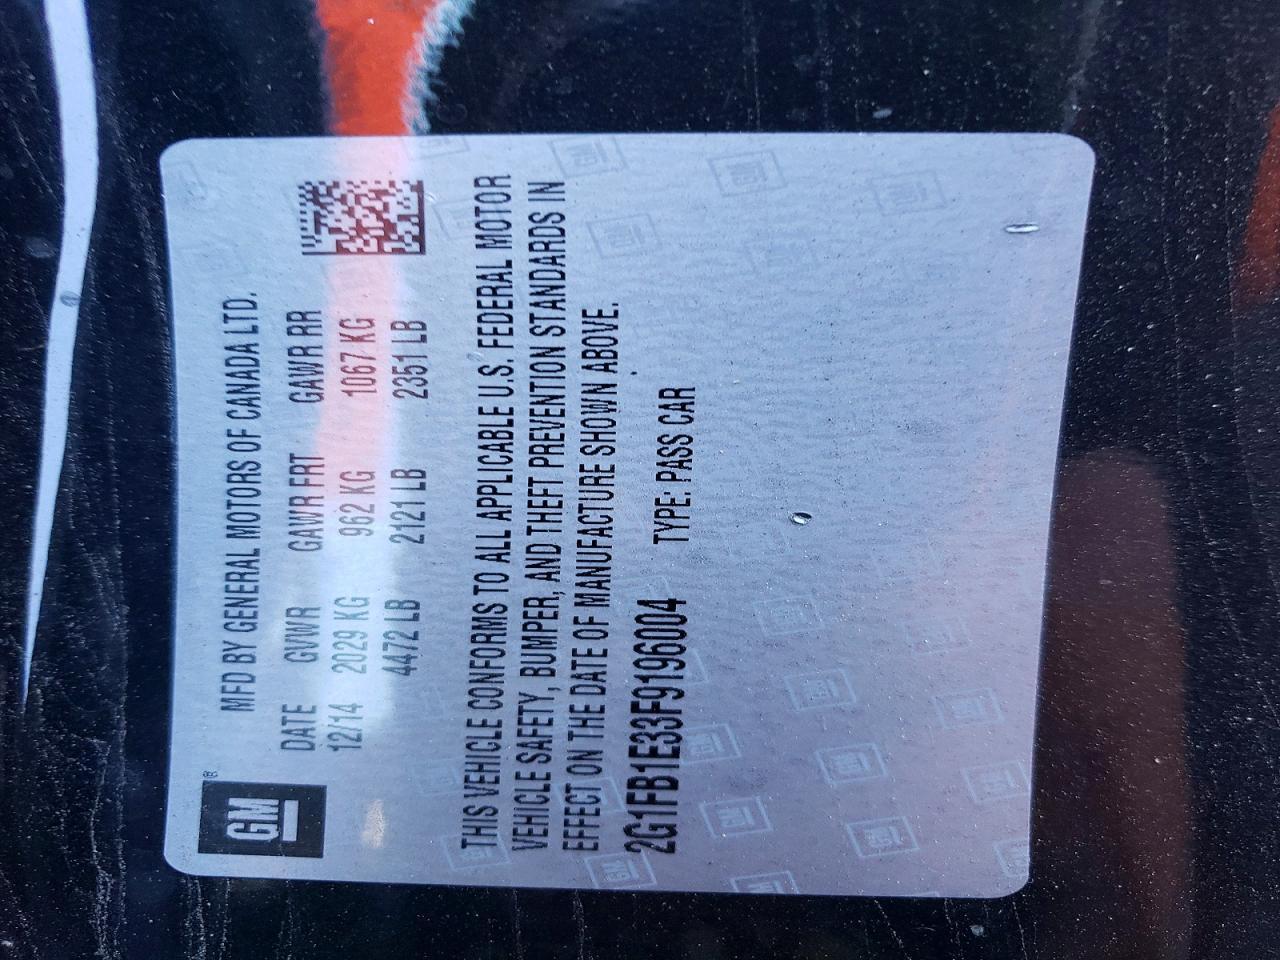 GM ®
MFD BY GENERAL MOTORS OF CANADA LTD.
DATE GVWR GAWR FRT GAWR RR
12/14 2029 KG 962 KG 1067 KG
4472 LB 2121 LB 2351 LB
THIS VEHICLE CONFORMS TO ALL APPLICABLE U.S. FEDERAL MOTOR
VEHICLE SAFETY, BUMPER, AND THEFT PREVENTION STANDARDS IN
EFFECT ON THE DATE OF MANUFACTURE SHOWN ABOVE.
2G1FB1E33F9196004 TYPE: PASS CAR